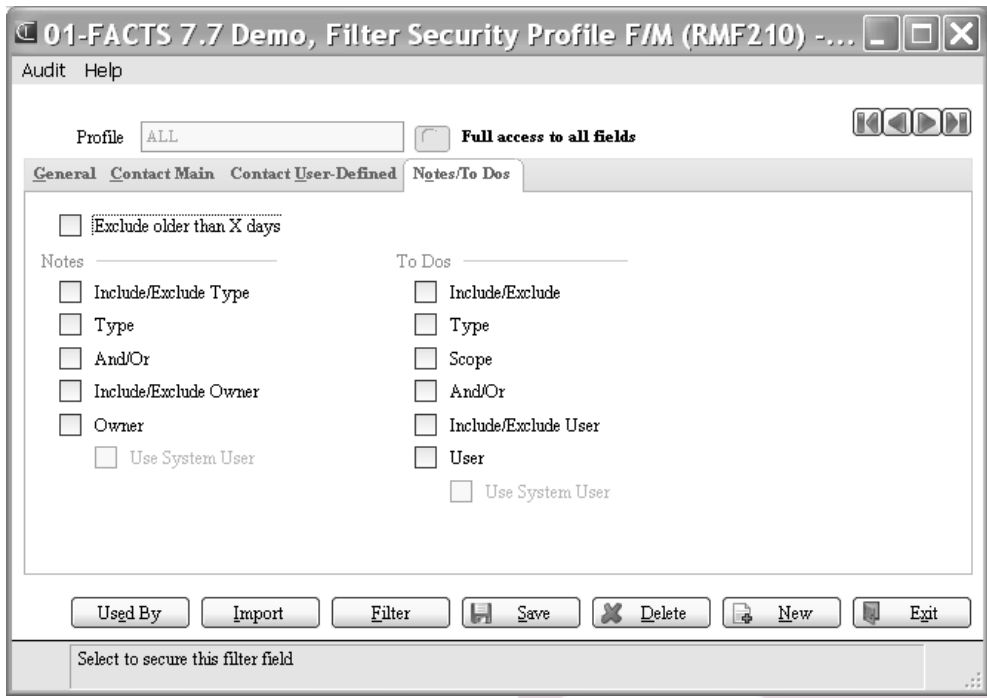 01-FACTS 7.7 Demo, Filter Security Profile F/M (RMF210) -...
Audit Help
Profile ALL Full access to all fields
General Contact Main Contact User-Defined Notes/To Dos
Exclude older than X days
Notes To Dos
Include/Exclude Type Include/Exclude
Type Type
And/Or Scope
Include/Exclude Owner And/Or
Owner Include/Exclude User
Use System User User
Use System User
Used By Import Filter Save Delete New Exit
Select to secure this filter field